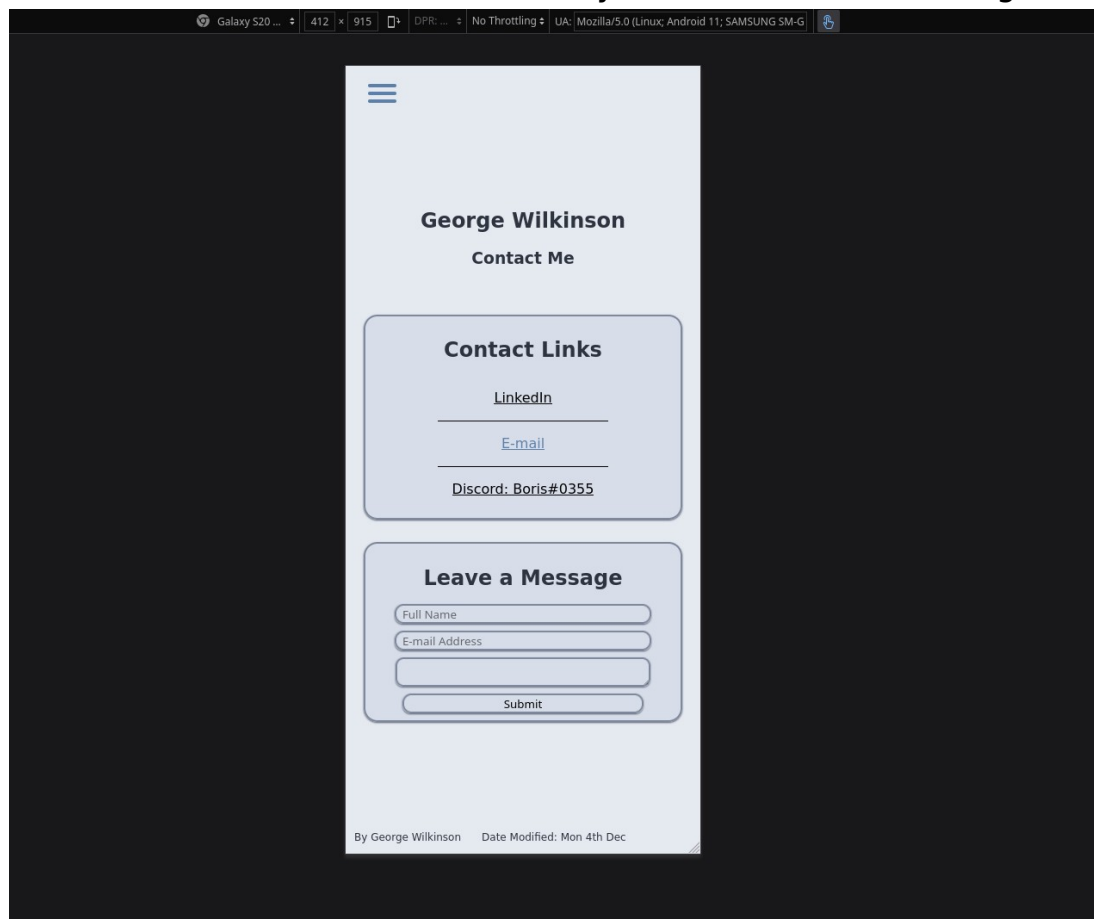 Galaxy S20 ... 412 × 915 DPR: ... No Throttling UA: Mozilla/5.0 (Linux; Android 11; SAMSUNG SM-G
George Wilkinson
Contact Me
Contact Links
LinkedIn
E-mail
Discord: Boris#0355
Leave a Message
Full Name
E-mail Address
Submit
By George Wilkinson Date Modified: Mon 4th Dec